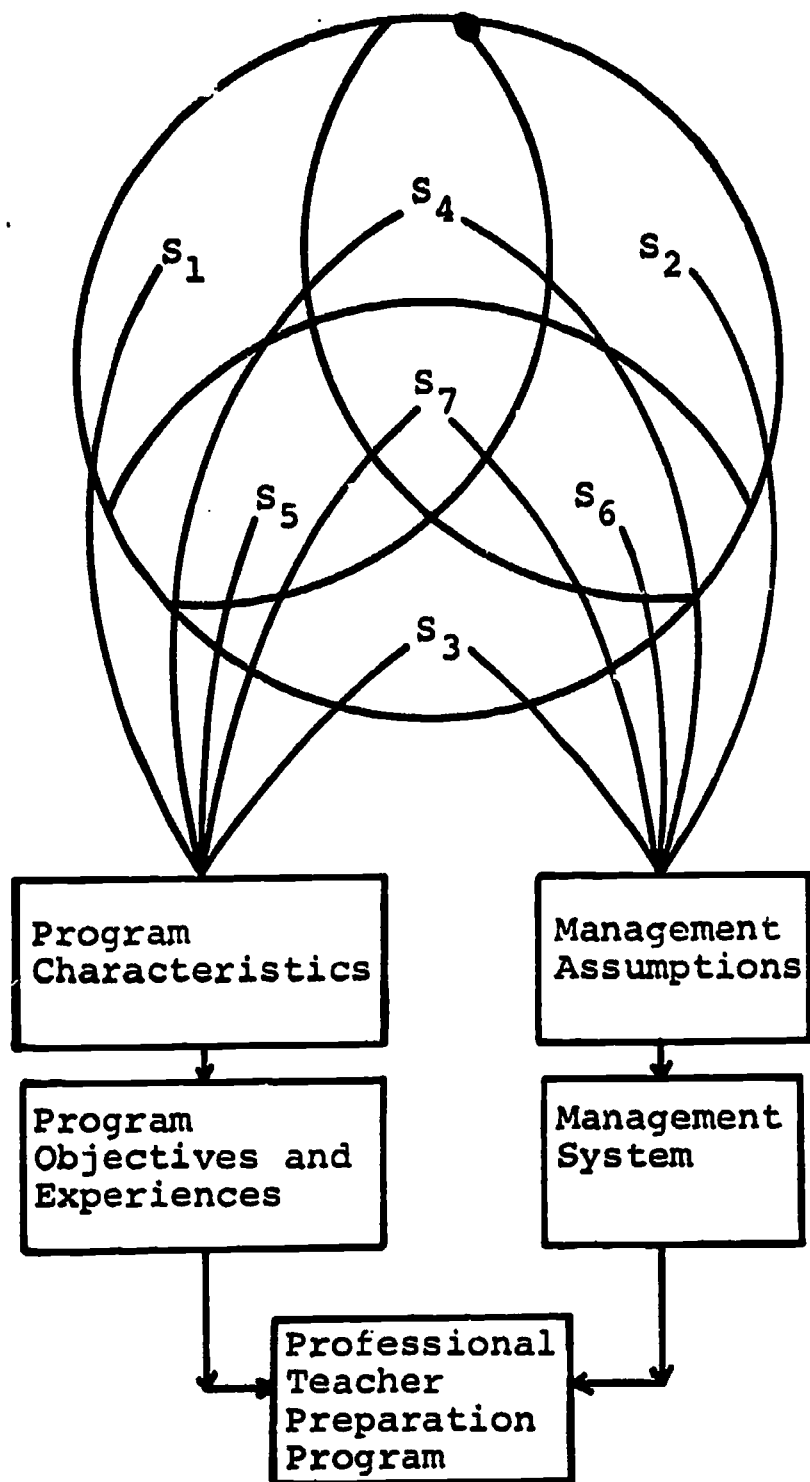 S4
S1
S2
S7
S5
S6
S3
Program
Characteristics
Management
Assumptions
Program
Objectives and
Experiences
Management
System
Professional
Teacher
Preparation
Program